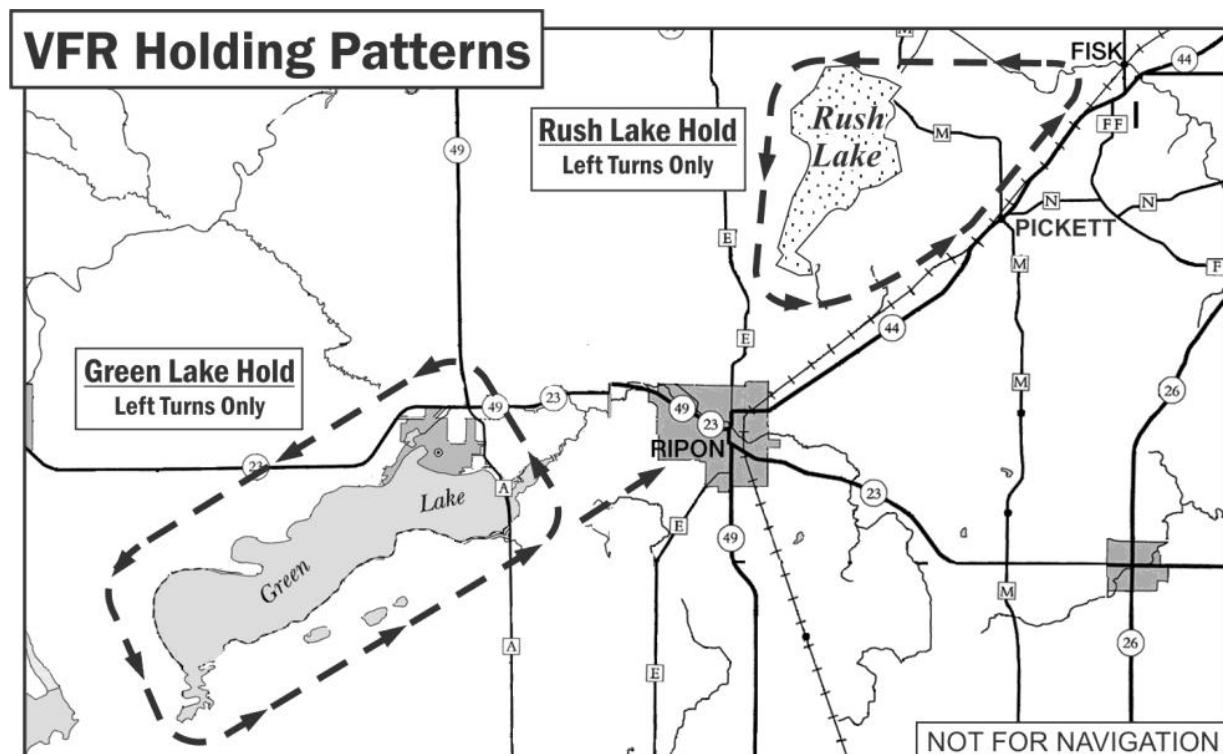 VFR Holding Patterns
FISK
44
M
49
Rush Lake Hold
Left Turns Only
Rush
Lake
M
FF
I
N
N
PICKETT
E
M
F
E
44
Green Lake Hold
Left Turns Only
M
26
49
23
49
23
RIPON
23
Lake
A
23
E
49
Green
M
A
E
26
NOT FOR NAVIGATION